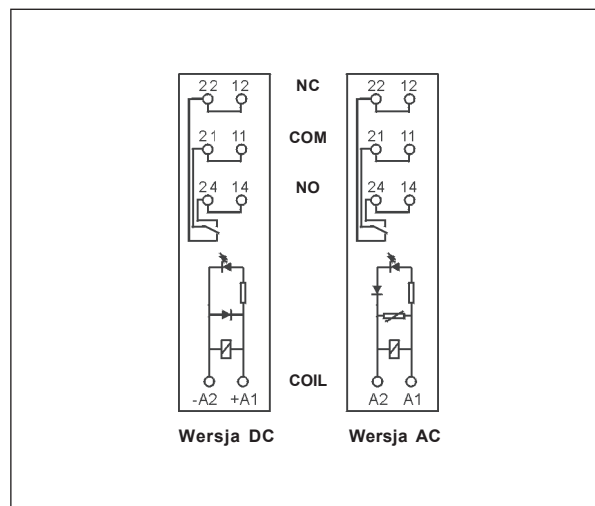 22 12 NC 22 12
21 11 COM 21 11
24 14 NO 24 14
COIL
-A2 +A1 A2 A1
Wersja DC Wersja AC